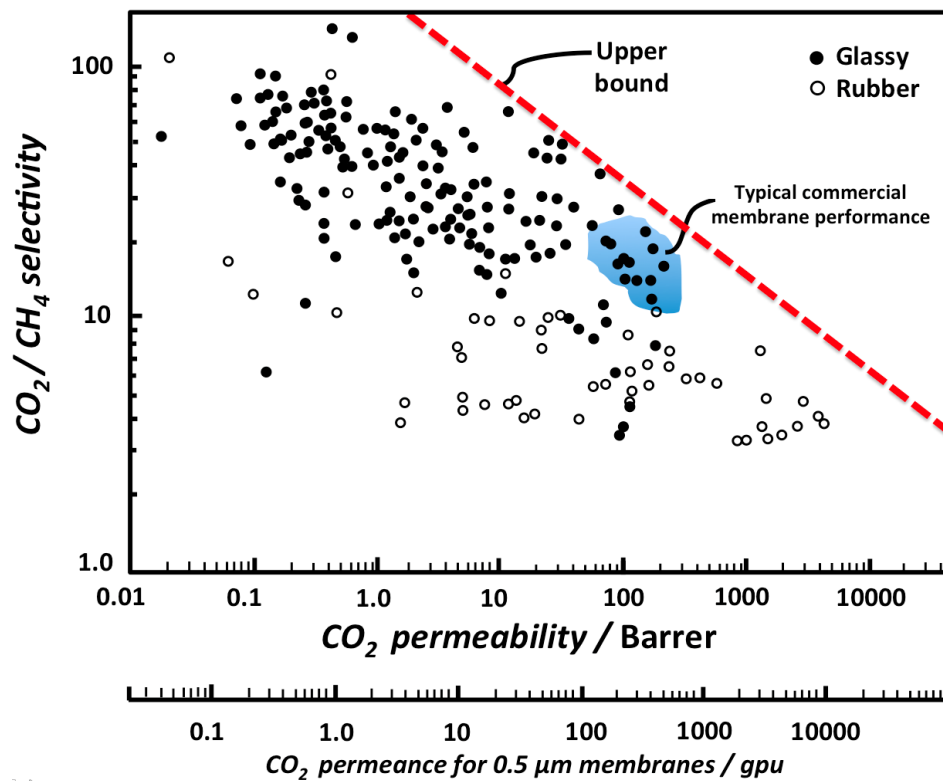 100
10
1.0
CO2 / CH4 selectivity
Upper
bound
Glassy
Rubber
Typical commercial
membrane performance
0.01 0.1 1.0 10 100 1000 10000
CO2 permeability / Barrer
0.1 1.0 10 100 1000 10000
CO2 permeance for 0.5 µm membranes / gpu